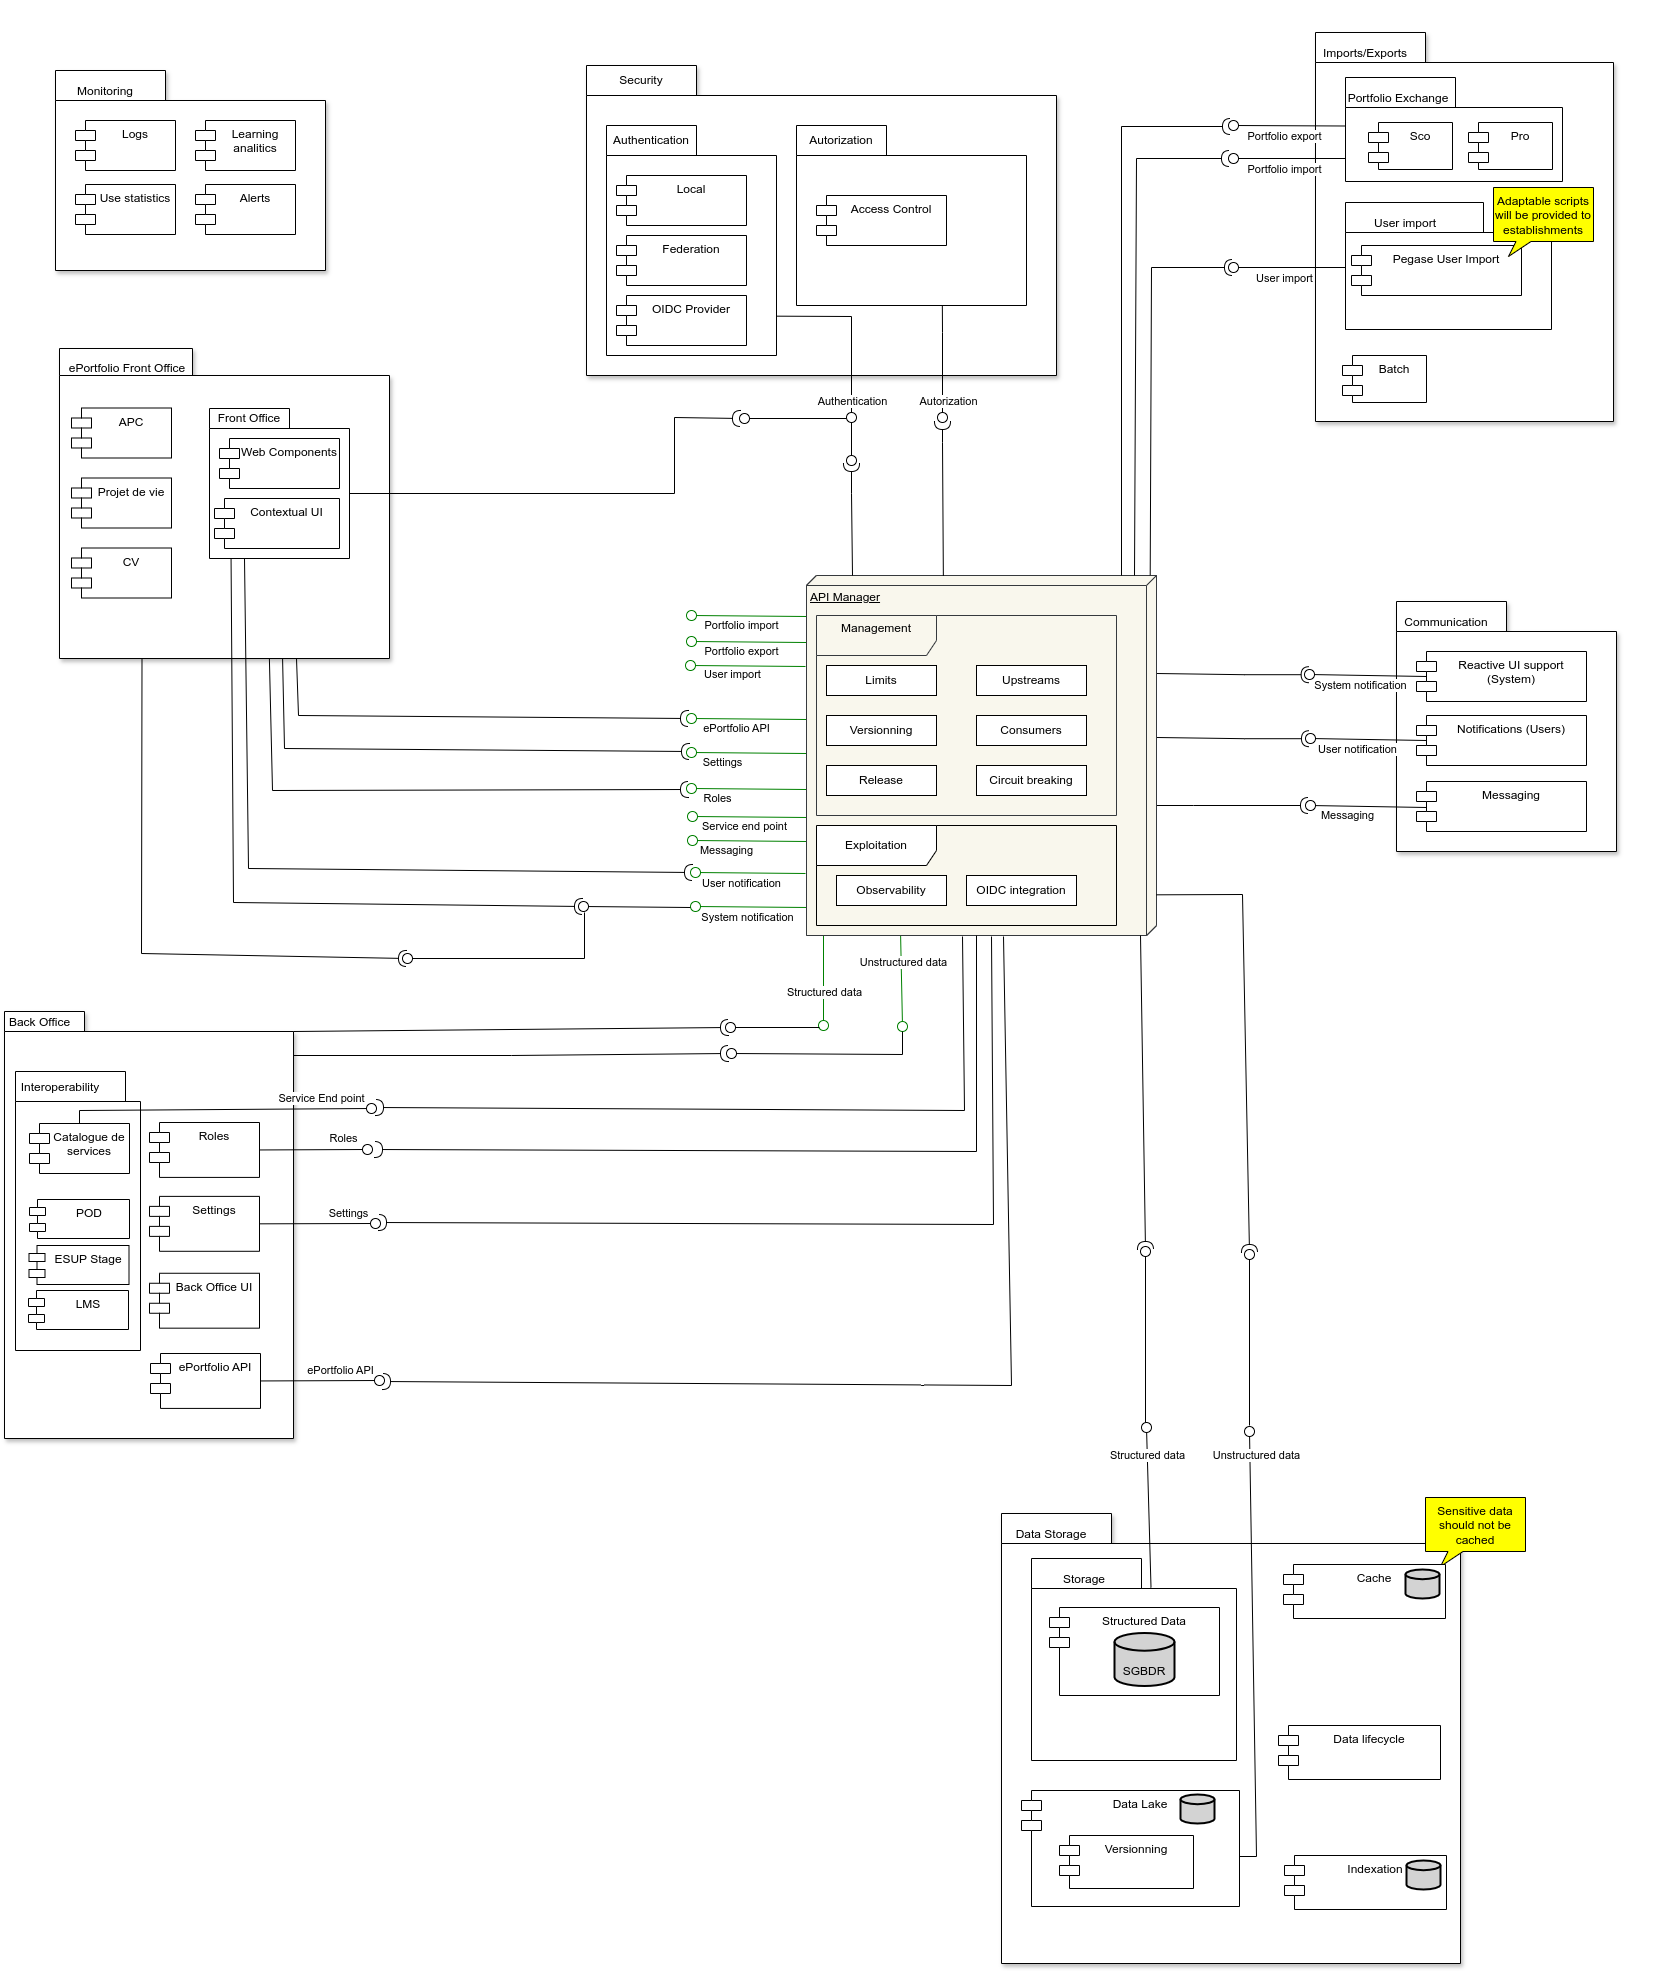 Monitoring
Logs
Learning
analitics
Use statistics
Alerts
Security
Authentication
Local
Federation
OIDC Provider
Autorization
Access Control
Authentication
Autorization
Imports/Exports
Portfolio Exchange
Sco
Pro
Portfolio export
Portfolio import
Adaptable scripts
will be provided to
establishments
User import
Pegase User Import
User import
Batch
ePortfolio Front Office
APC
Projet de vie
CV
Front Office
Web Components
Contextual UI
API Manager
Management
Limits
Upstreams
Versionning
Consumers
Release
Circuit breaking
Exploitation
Observability
OIDC integration
Portfolio import
Portfolio export
User import
ePortfolio API
Settings
Roles
Service end point
Messaging
User notification
System notification
Unstructured data
Structured data
Communication
Reactive UI support
(System)
Notifications (Users)
Messaging
System notification
User notification
Messaging
Back Office
Interoperability
Catalogue de
services
POD
ESUP Stage
LMS
Roles
Settings
Back Office UI
ePortfolio API
Service End point
Roles
Settings
ePortfolio API
Structured data
Unstructured data
Data Storage
Storage
Structured Data
SGBDR
Sensitive data
should not be
cached
Cache
Data lifecycle
Data Lake
Versionning
Indexation